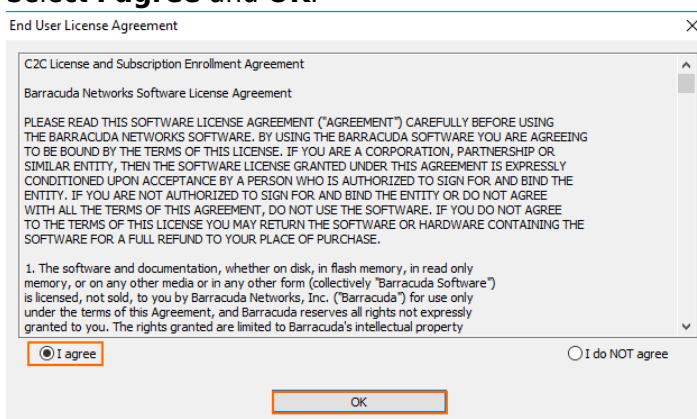 Select I agree and OK.
End User License Agreement
C2C License and Subscription Enrollment Agreement
Barracuda Networks Software License Agreement
PLEASE READ THIS SOFTWARE LICENSE AGREEMENT ("AGREEMENT") CAREFULLY BEFORE USING
THE BARRACUDA NETWORKS SOFTWARE. BY USING THE BARRACUDA SOFTWARE YOU ARE AGREEING
TO BE BOUND BY THE TERMS OF THIS LICENSE. IF YOU ARE A CORPORATION, PARTNERSHIP OR
SIMILAR ENTITY, THEN THE SOFTWARE LICENSE GRANTED UNDER THIS AGREEMENT IS EXPRESSLY
CONDITIONED UPON ACCEPTANCE BY A PERSON WHO IS AUTHORIZED TO SIGN FOR AND BIND THE
ENTITY. IF YOU ARE NOT AUTHORIZED TO SIGN FOR AND BIND THE ENTITY OR DO NOT AGREE
WITH ALL THE TERMS OF THIS AGREEMENT, DO NOT USE THE SOFTWARE. IF YOU DO NOT AGREE
TO THE TERMS OF THIS LICENSE YOU MAY RETURN THE SOFTWARE OR HARDWARE CONTAINING THE
SOFTWARE FOR A FULL REFUND TO YOUR PLACE OF PURCHASE.
1. The software and documentation, whether on disk, in flash memory, in read only
memory, or on any other media or in any other form (collectively "Barracuda Software")
is licensed, not sold, to you by Barracuda Networks, Inc. ("Barracuda") for use only
under the terms of this Agreement, and Barracuda reserves all rights not expressly
granted to you. The rights granted are limited to Barracuda's intellectual property
I agree
I do NOT agree
OK